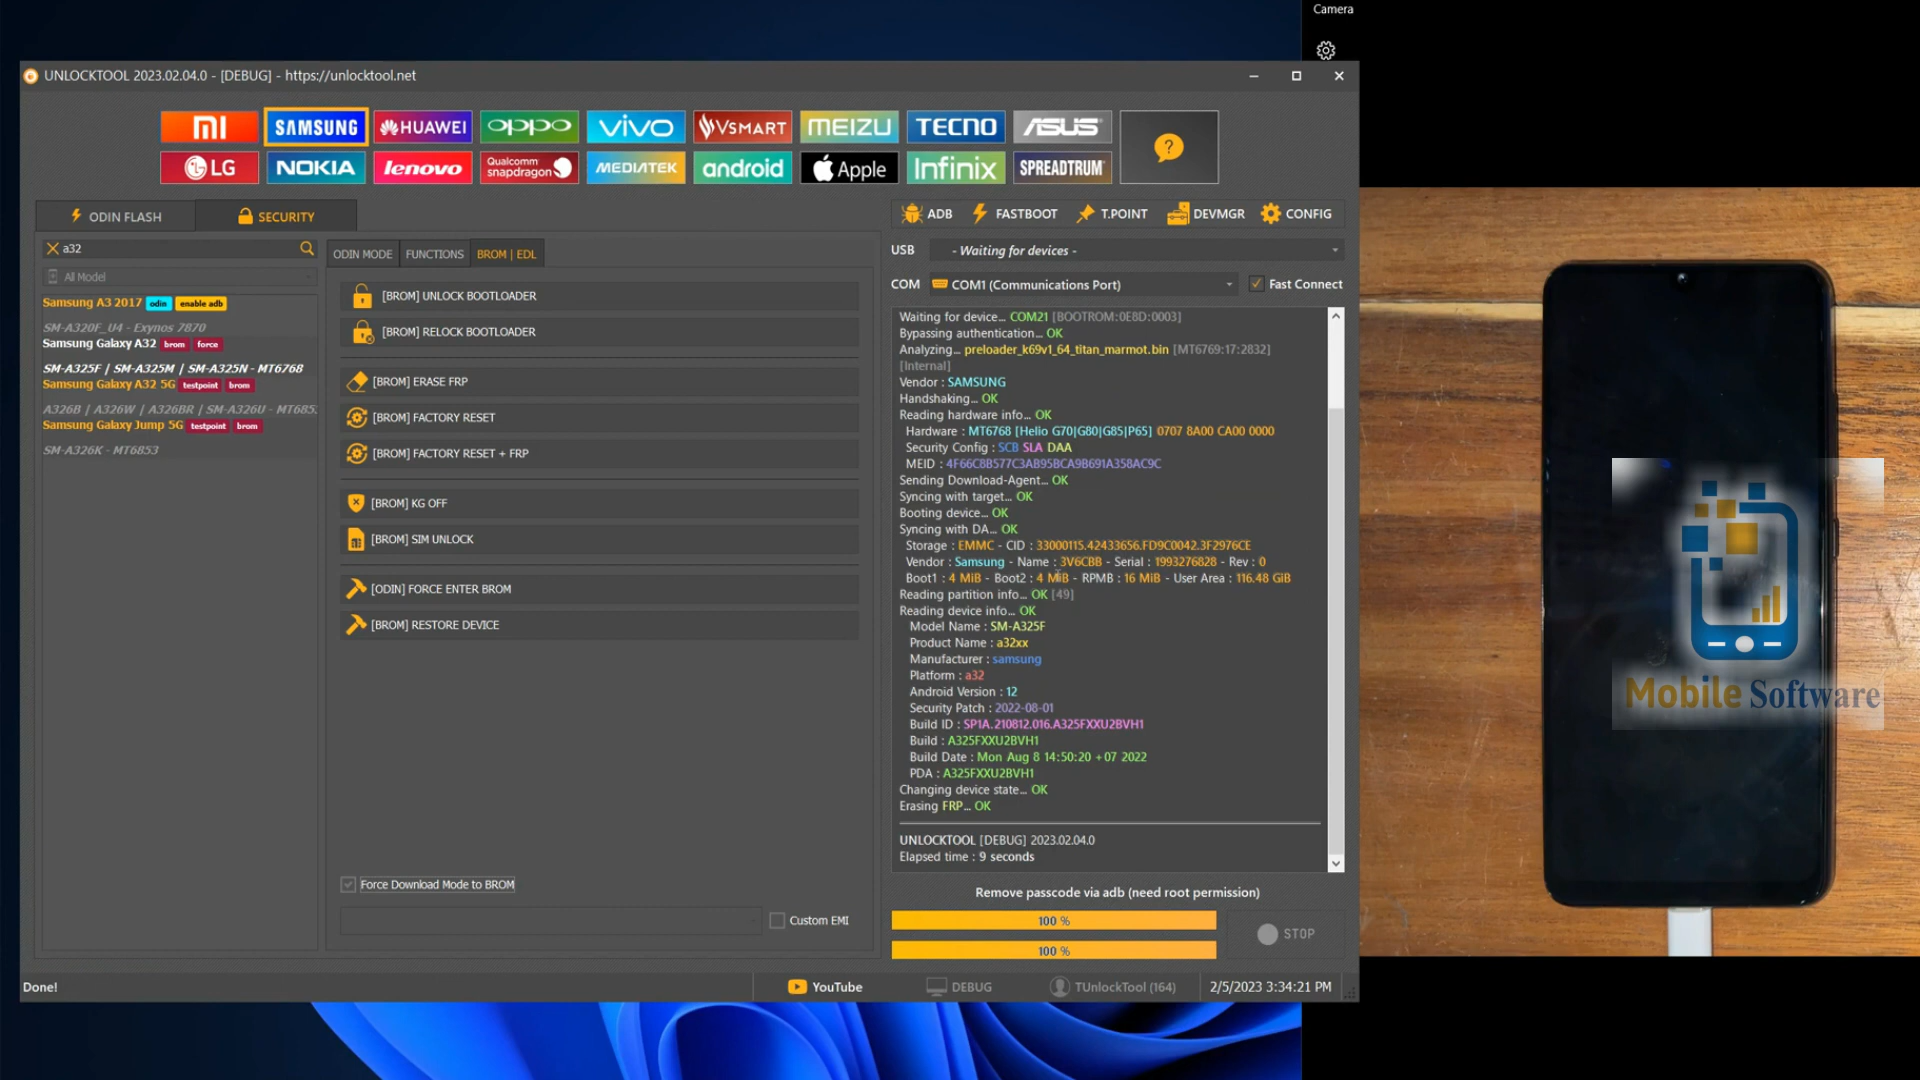 Camera
UNLOCKTOOL 2023.02.04.0 - [DEBUG] - https://unlocktool.net
mi SAMSUNG HUAWEI oppo vivo VSMART MEIZU TECNO ASUS ?
LG NOKIA lenovo Qualcomm snapdragon MEDIATEK android Apple Infinix SPREADTRUM
ODIN FLASH SECURITY
ADB FASTBOOT T.POINT DEVMGR CONFIG
a32
All Model
Samsung A3 2017 odin enable adb
SM-A320F_U4 - Exynos 7870
Samsung Galaxy A32 brom force
SM-A325F | SM-A325M | SM-A325N - MT6768
Samsung Galaxy A32 5G testpoint brom
A326B | A326W | A326BR | SM-A326U - MT685
Samsung Galaxy Jump 5G testpoint brom
SM-A326K - MT6853
ODIN MODE FUNCTIONS BROM | EDL
[BROM] UNLOCK BOOTLOADER
[BROM] RELOCK BOOTLOADER
[BROM] ERASE FRP
[BROM] FACTORY RESET
[BROM] FACTORY RESET + FRP
[BROM] KG OFF
[BROM] SIM UNLOCK
[ODIN] FORCE ENTER BROM
[BROM] RESTORE DEVICE
Force Download Mode to BROM
Custom EMI
USB - Waiting for devices -
COM COM1 (Communications Port) Fast Connect
Waiting for device... COM21 [BOOTROM:0E8D:0003]
Bypassing authentication... OK
Analyzing... preloader_k69v1_64_titan_marmot.bin [MT6769:17:2832]
[Internal]
Vendor : SAMSUNG
Handshaking... OK
Reading hardware info... OK
Hardware : MT6768 [Helio G70|G80|G85|P65] 0707 8A00 CA00 0000
Security Config : SCB SLA DAA
MEID : 4F66C8B577C3AB95BCA98691A358AC9C
Sending Download-Agent... OK
Syncing with target... OK
Booting device... OK
Syncing with DA... OK
Storage : EMMC - CID : 33000115.42433656.FD9C0042.3F2976CE
Vendor : Samsung - Name : 3V6CBB - Serial : 1993276828 - Rev : 0
Boot1 : 4 MiB - Boot2 : 4 MiB - RPMB : 16 MiB - User Area : 116.48 GiB
Reading partition info... OK [49]
Reading device info... OK
Model Name : SM-A325F
Product Name : a32xx
Manufacturer : samsung
Platform : a32
Android Version : 12
Security Patch : 2022-08-01
Build ID : SP1A.210812.016.A325FXXU2BVH1
Build : A325FXXU2BVH1
Build Date : Mon Aug 8 14:50:20 +07 2022
PDA : A325FXXU2BVH1
Changing device state... OK
Erasing FRP... OK
UNLOCKTOOL [DEBUG] 2023.02.04.0
Elapsed time : 9 seconds
Remove passcode via adb (need root permission)
100 %
100 %
STOP
Done! YouTube DEBUG TUnlockTool (164) 2/5/2023 3:34:21 PM
Mobile Software